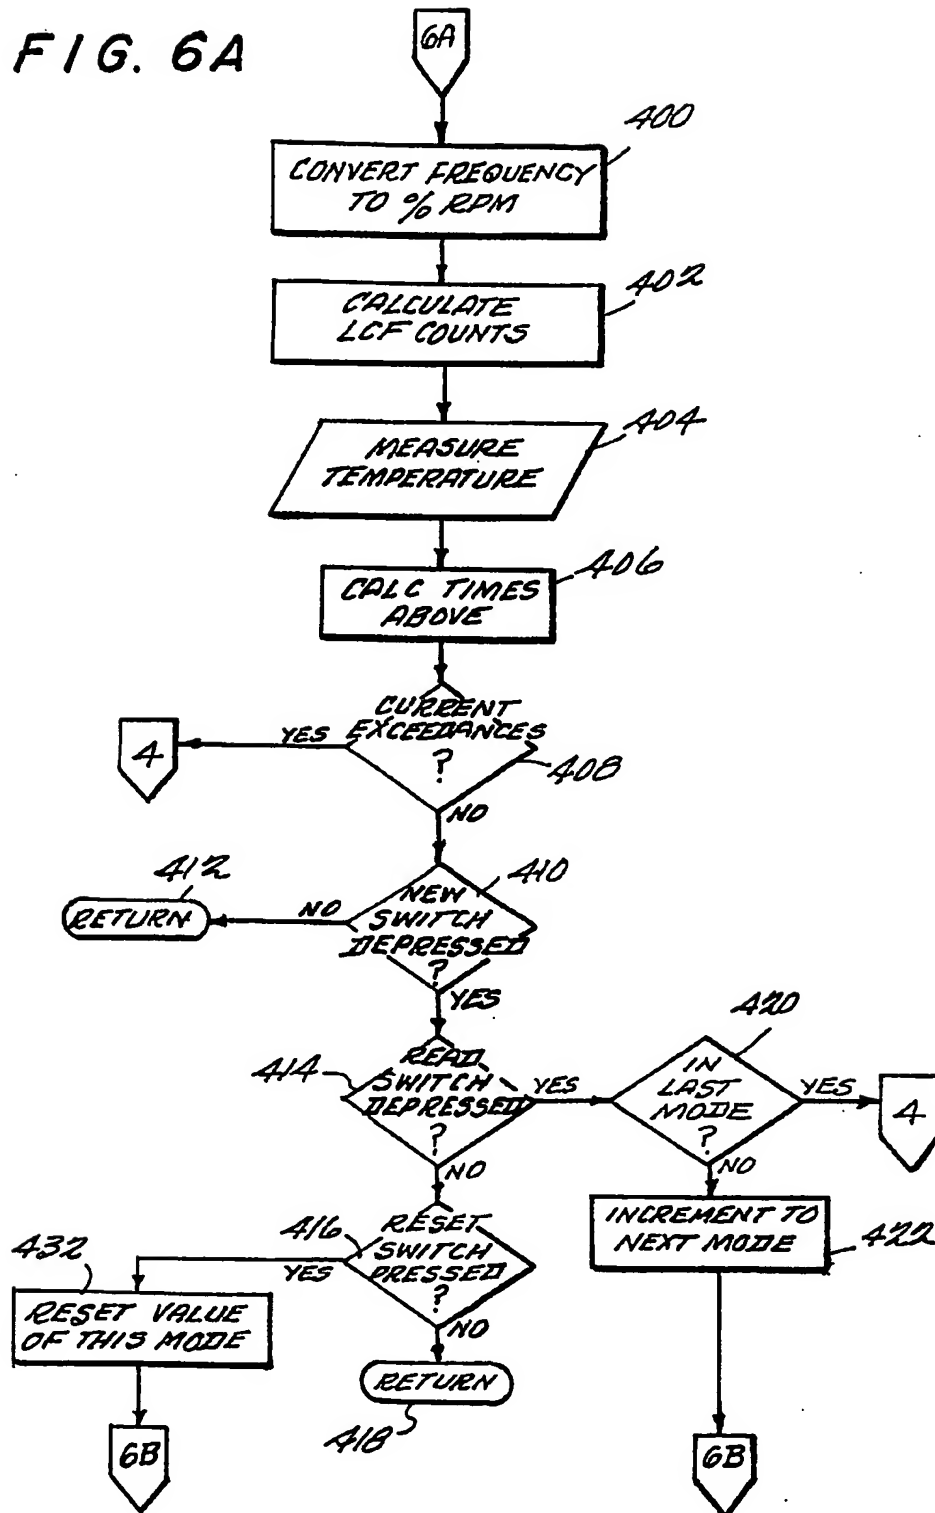 FIG. 6A
6A
400
CONVERT FREQUENCY
TO % RPM
402
CALCULATE
LCF COUNTS
404
MEASURE
TEMPERATURE
406
CALC TIMES
ABOVE
CURRENT
EXCEEDANCES
?
408
YES
4
NO
410
NEW
SWITCH
DEPRESSED
?
NO
412
RETURN
YES
414
READ
SWITCH
DEPRESSED
?
YES
420
IN
LAST
MODE
?
YES
4
NO
INCREMENT TO
NEXT MODE
422
6B
NO
416
RESET
SWITCH
PRESSED
?
YES
432
RESET VALUE
OF THIS MODE
6B
NO
RETURN
418